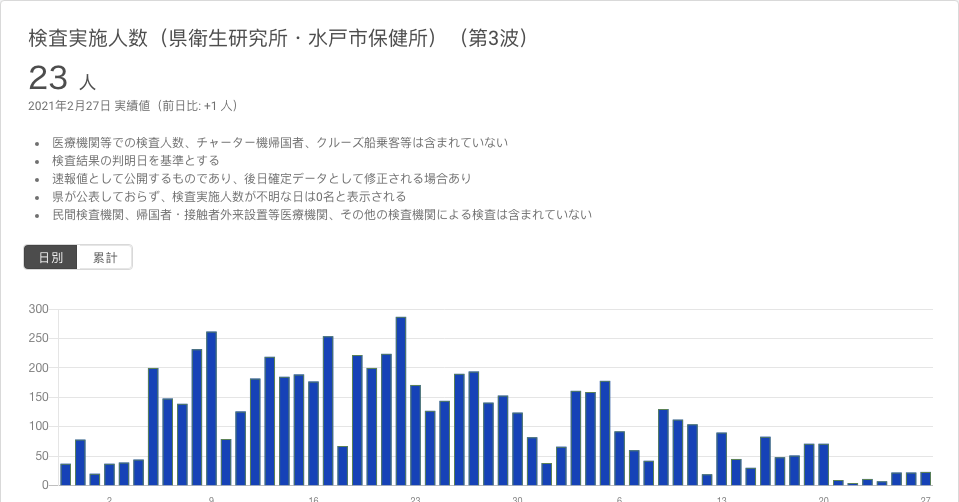 検査実施人数（県衛生研究所・水戸市保健所）（第3波）
23 人
2021年2月27日 実績値（前日比: +1 人）
• 医療機関等での検査人数、チャーター機帰国者、クルーズ船乗客等は含まれていない
• 検査結果の判明日を基準とする
• 速報値として公開するものであり、後日確定データとして修正される場合あり
• 県が公表しておらず、検査実施人数が不明な日は0名と表示される
• 民間検査機関、帰国者・接触者外来設置等医療機関、その他の検査機関による検査は含まれていない
日別 累計
300
250
200
150
100
50
0
2 9 16 23 30 6 13 20 27